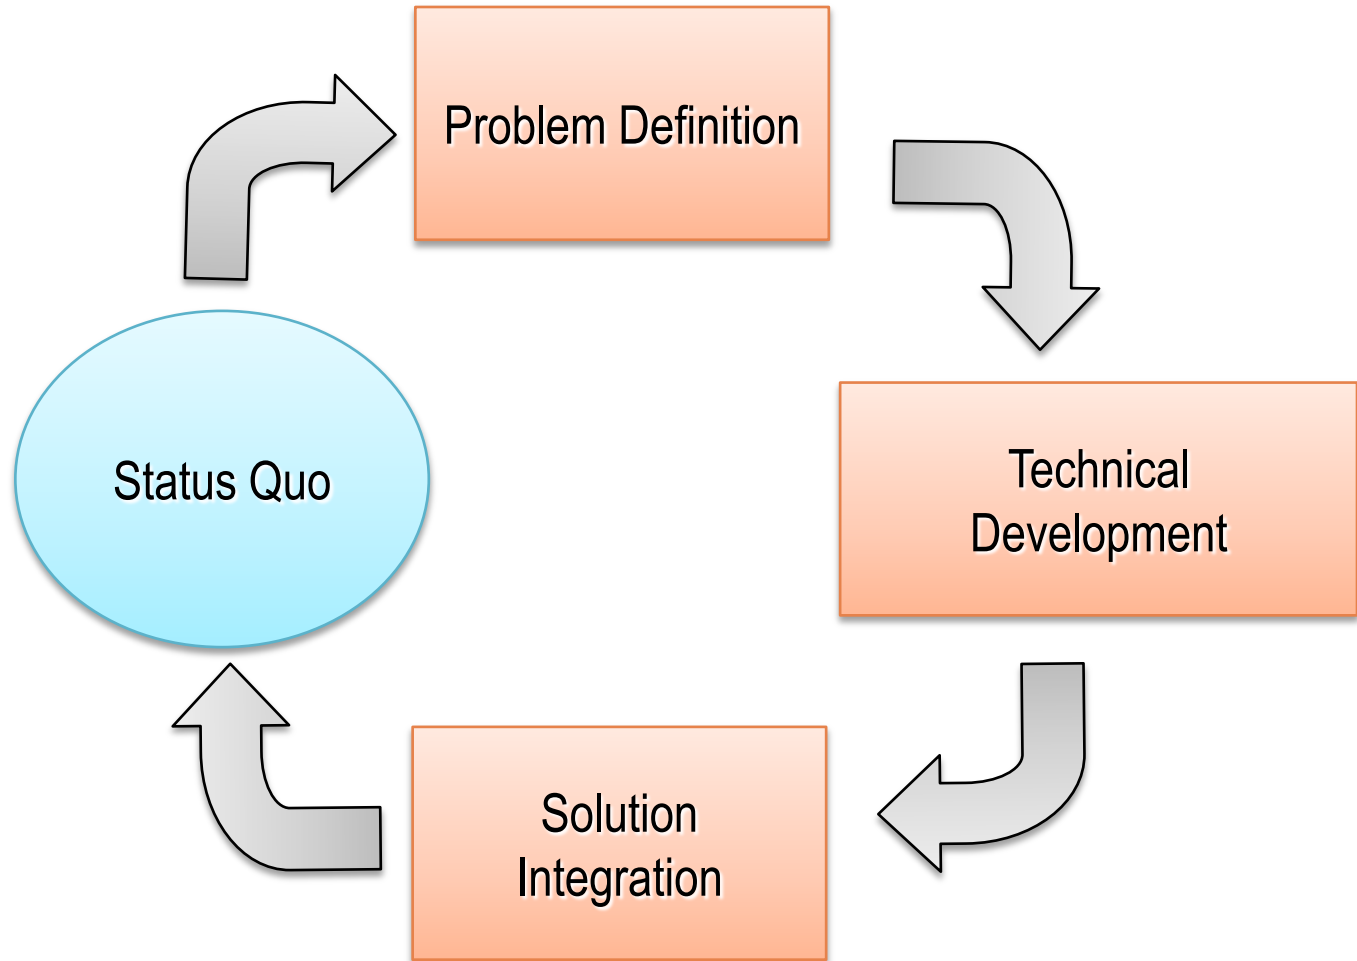 Problem Definition
Technical
Development
Status Quo
Solution
Integration